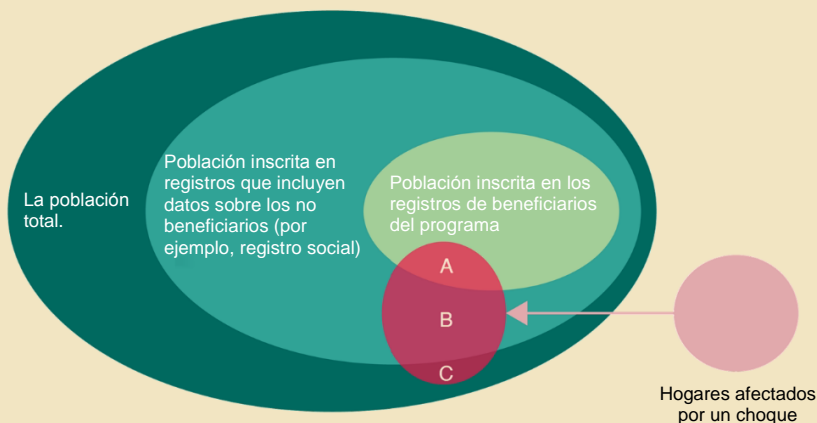 La población
total.
Población inscrita en
registros que incluyen
datos sobre los no
beneficiarios (por
ejemplo, registro social)
Población inscrita en los
registros de beneficiarios
del programa
A
B
C
Hogares afectados
por un choque